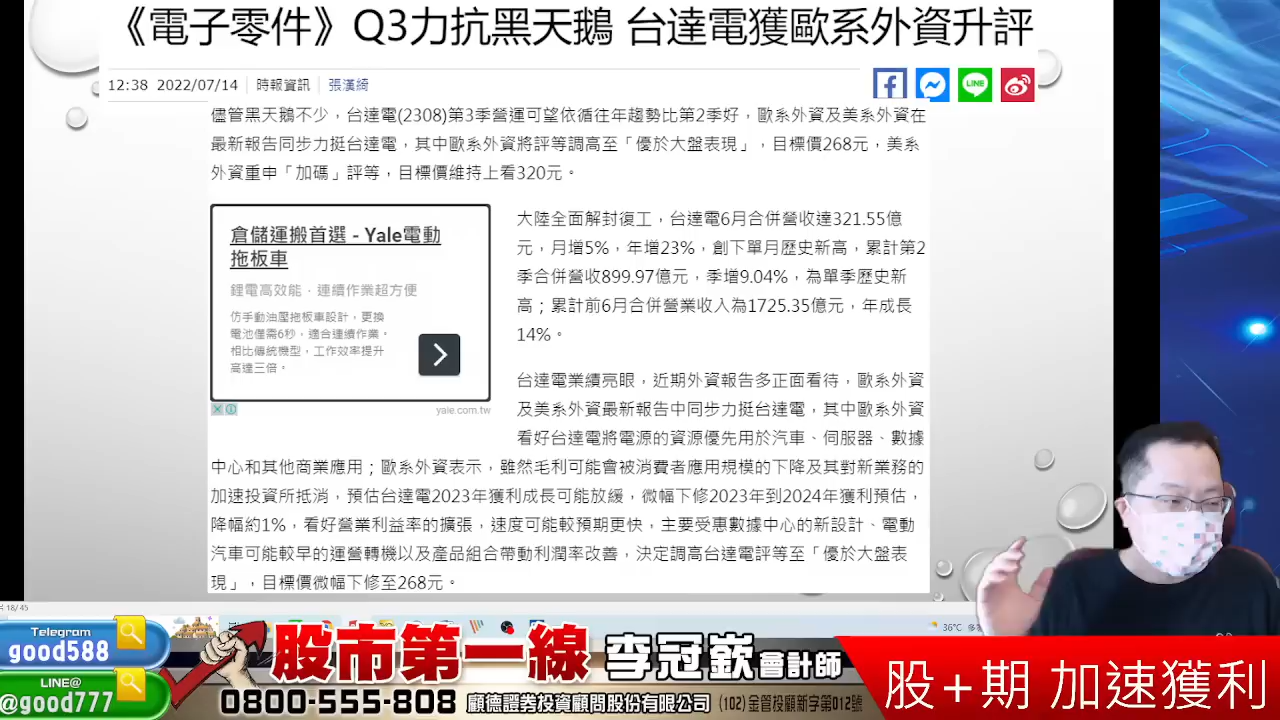 《電子零件》Q3力抗黑天鵝 台達電獲歐系外資升評
12:38 2022/07/14 時報資訊 張漢綺
LINE
儘管黑天鵝不少，台達電(2308)第3季營運可望依循往年趨勢比第2季好，歐系外資及美系外資在
最新報告同步力挺台達電，其中歐系外資將評等調高至「優於大盤表現」，目標價268元，美系
外資重申「加碼」評等，目標價維持上看320元。
倉儲運搬首選 - Yale電動
拖板車
鋰電高效能．連續作業超方便
仿手動油壓拖板車設計，更換
電池僅需6秒，適合連續作業。
相比傳統機型，工作效率提升
高達三倍。
yale.com.tw
大陸全面解封復工，台達電6月合併營收達321.55億
元，月增5%，年增23%，創下單月歷史新高，累計第2
季合併營收899.97億元，季增9.04%，為單季歷史新
高；累計前6月合併營業收入為1725.35億元，年成長
14%。
台達電業績亮眼，近期外資報告多正面看待，歐系外資
及美系外資最新報告中同步力挺台達電，其中歐系外資
看好台達電將電源的資源優先用於汽車、伺服器、數據
中心和其他商業應用；歐系外資表示，雖然毛利可能會被消費者應用規模的下降及其對新業務的
加速投資所抵消，預估台達電2023年獲利成長可能放緩，微幅下修2023年到2024年獲利預估，
降幅約1%，看好營業利益率的擴張，速度可能較預期更快，主要受惠數據中心的新設計、電動
汽車可能較早的運營轉機以及產品組合帶動利潤率改善，決定調高台達電評等至「優於大盤表
現」，目標價微幅下修至268元。
18/45
36°C
Telegram
good588
LINE@
@good777
股市第一線 李冠嶔會計師
0800-555-808 顧德證券投資顧問股份有限公司 (102)金管投顧新字第012號
股+期 加速獲利